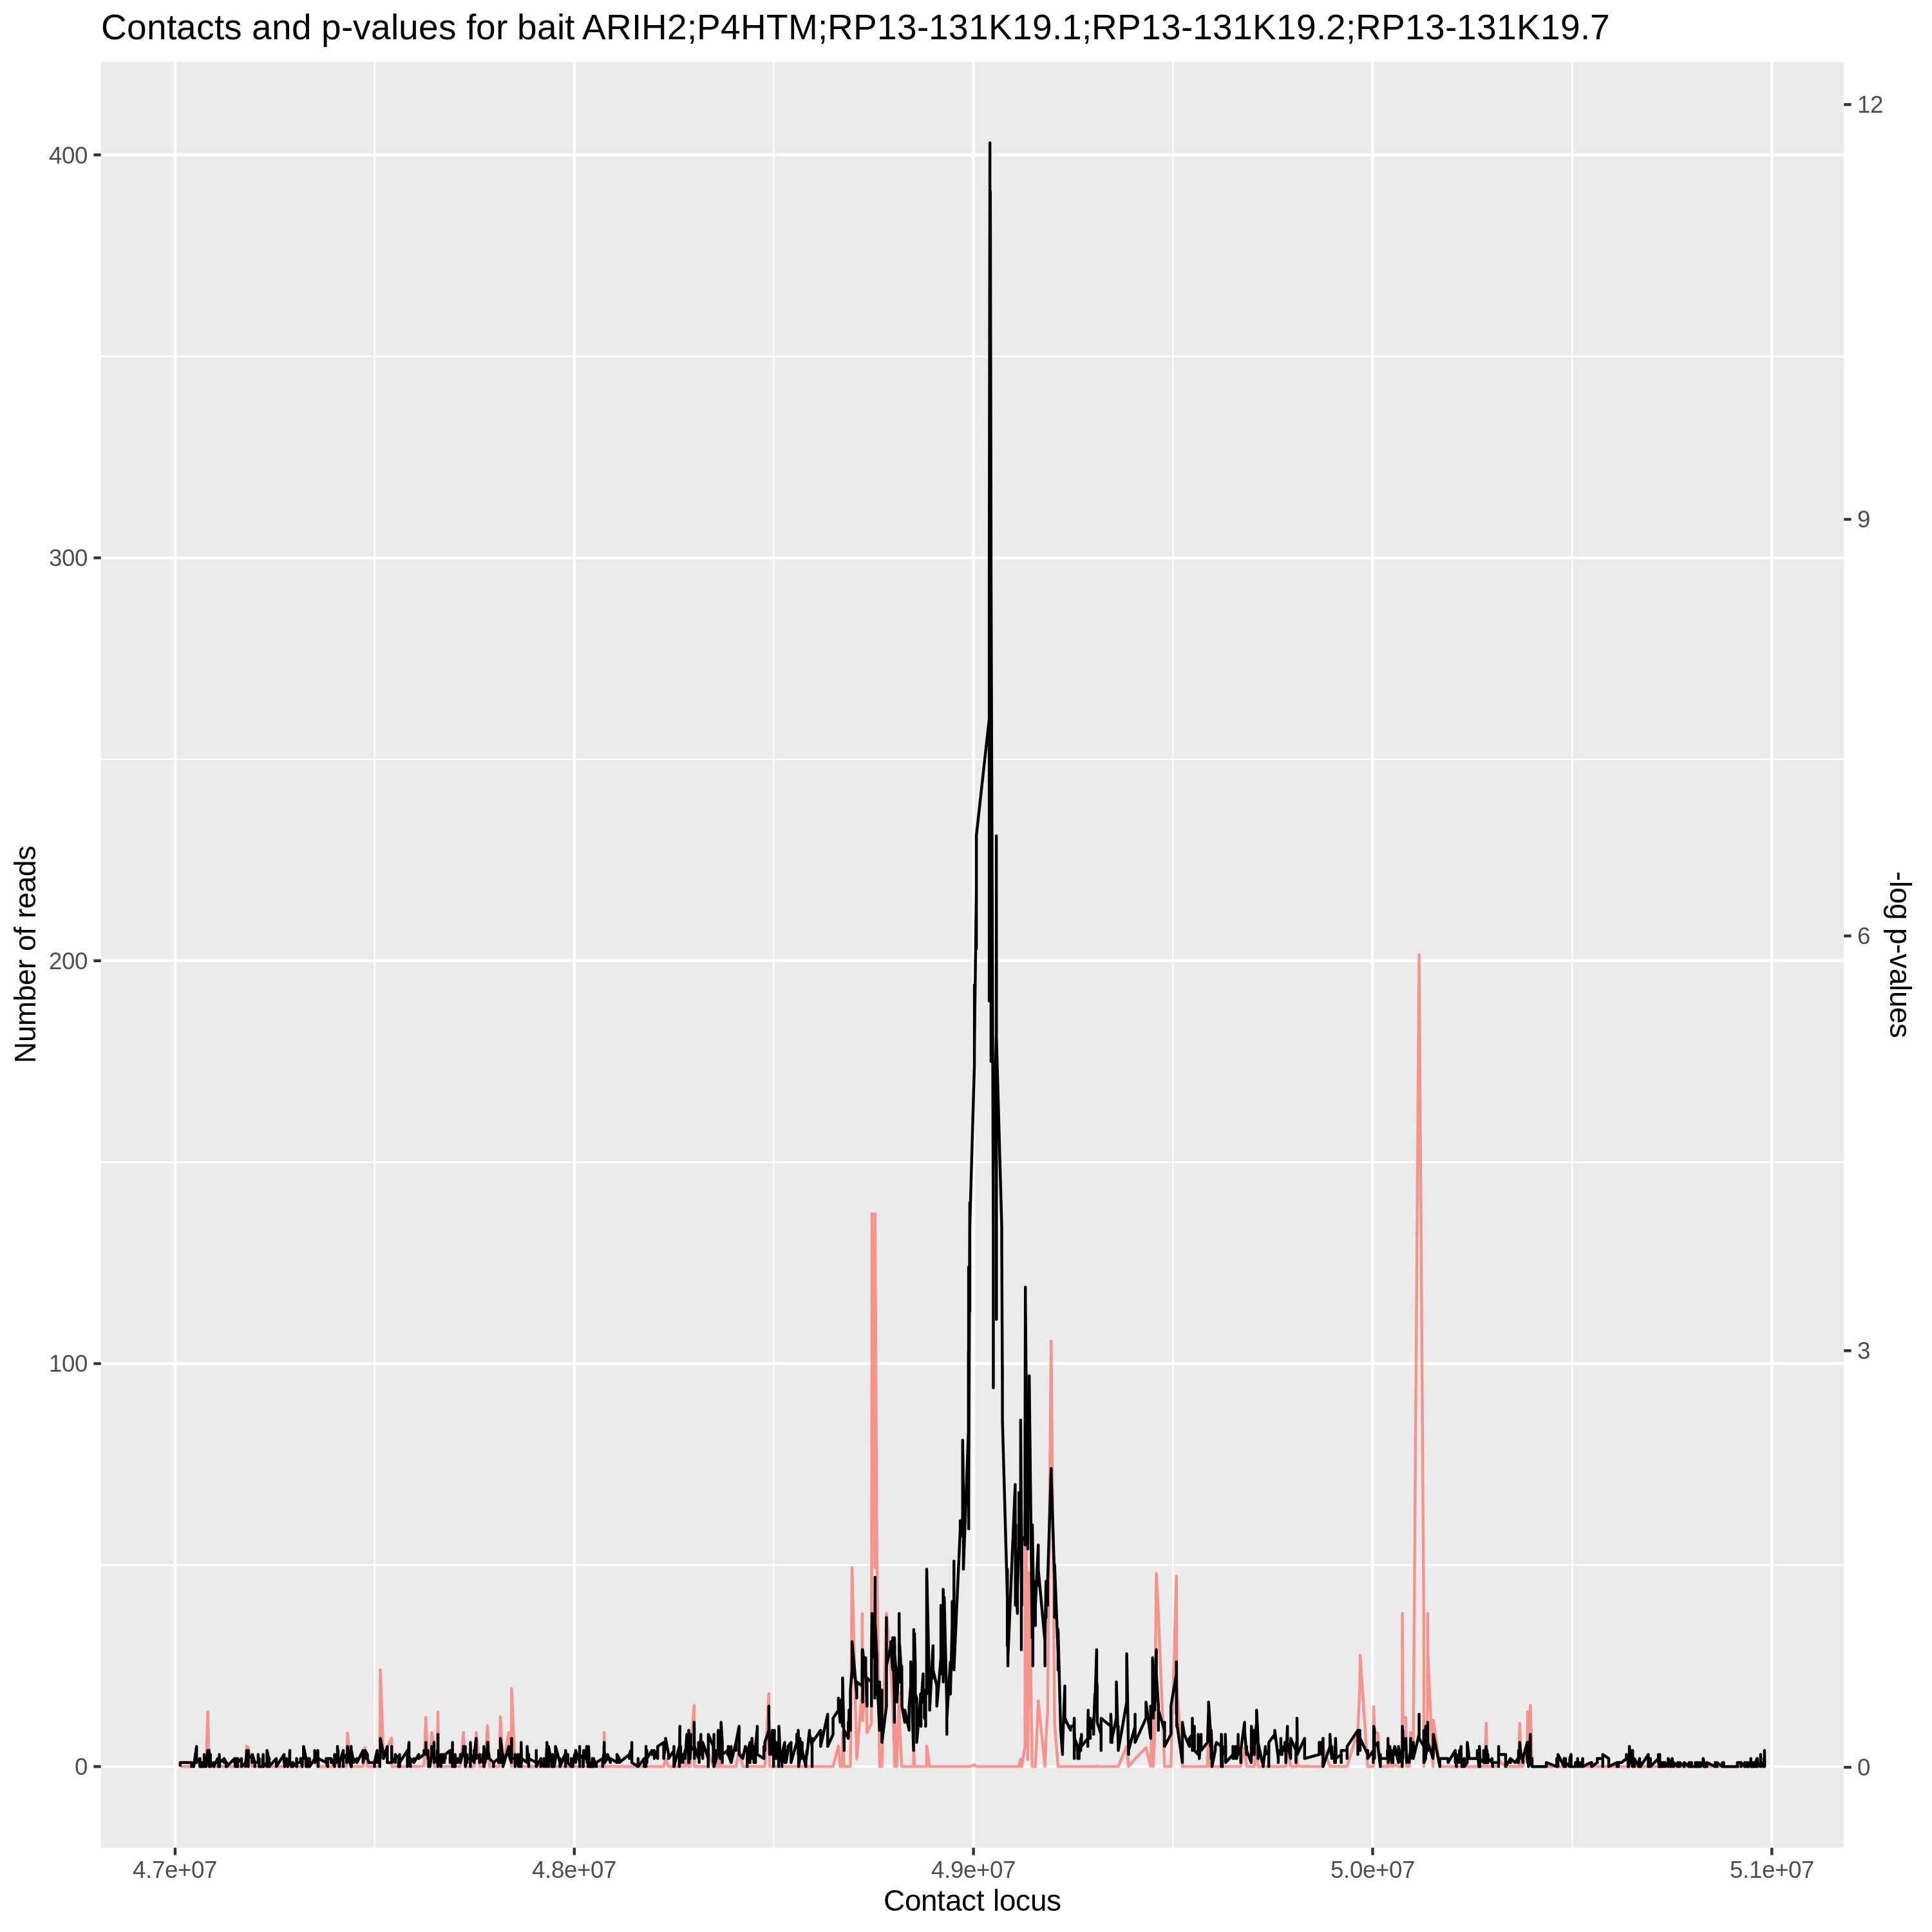 Contacts and p-values for bait ARIH2;P4HTM;RP13-131K19.1;RP13-131K19.2;RP13-131K19.7
12
400
9
300
6
200
Number of reads
-log p-values
3
100
0
0
4.7e+07 4.8e+07 4.9e+07 5.0e+07 5.1e+07
Contact locus